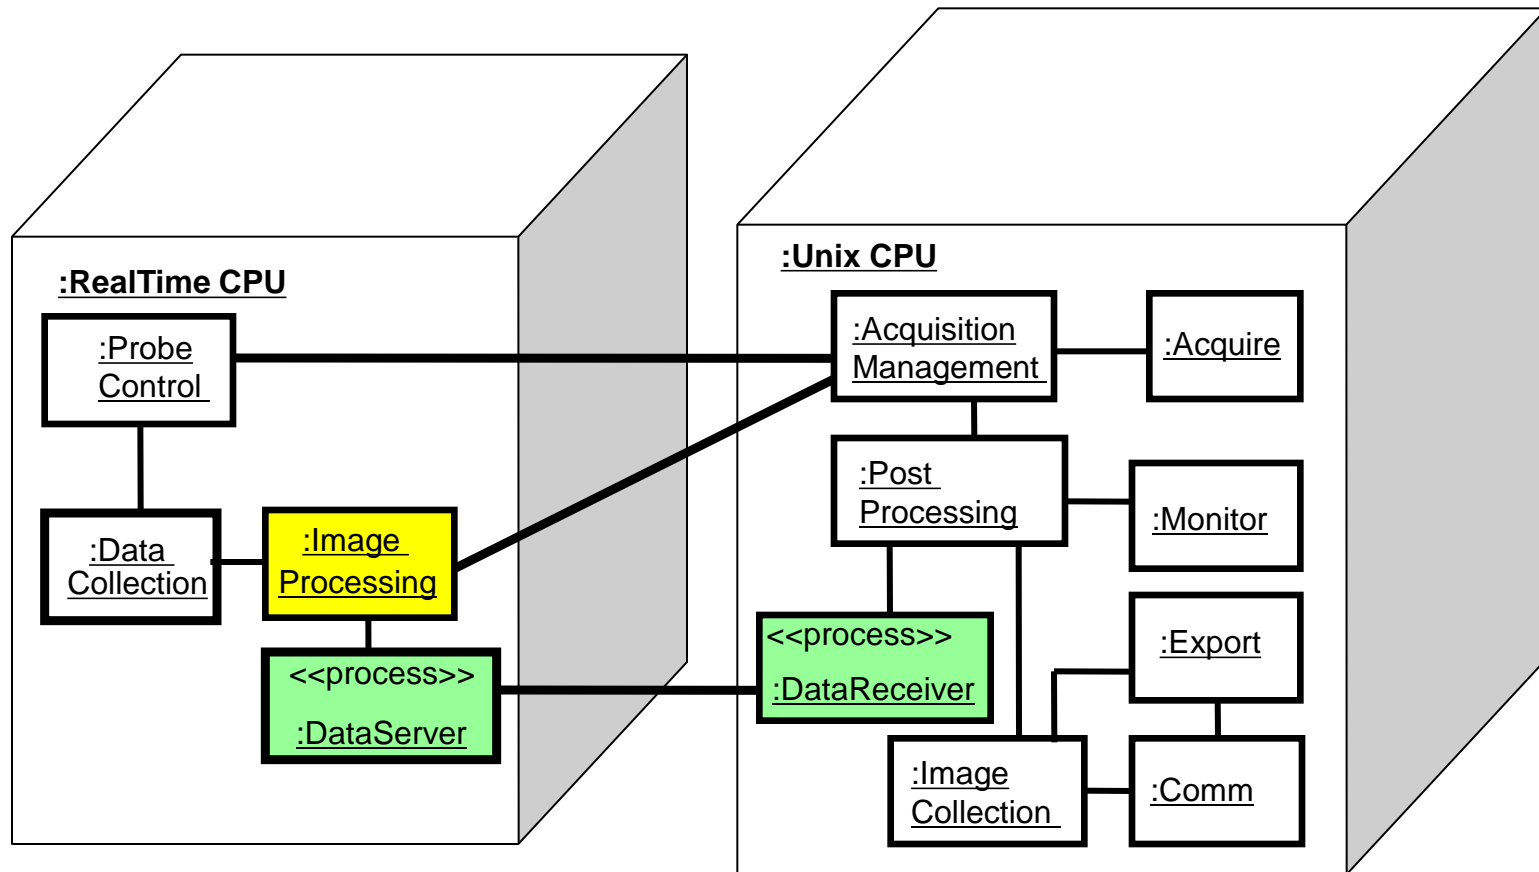 :RealTime CPU
:Probe
Control
:Data
Collection
:Image
Processing
<<process>>
:DataServer
:Unix CPU
:Acquisition
Management
:Acquire
:Post
Processing
:Monitor
<<process>>
:DataReceiver
:Export
:Image
Collection
:Comm